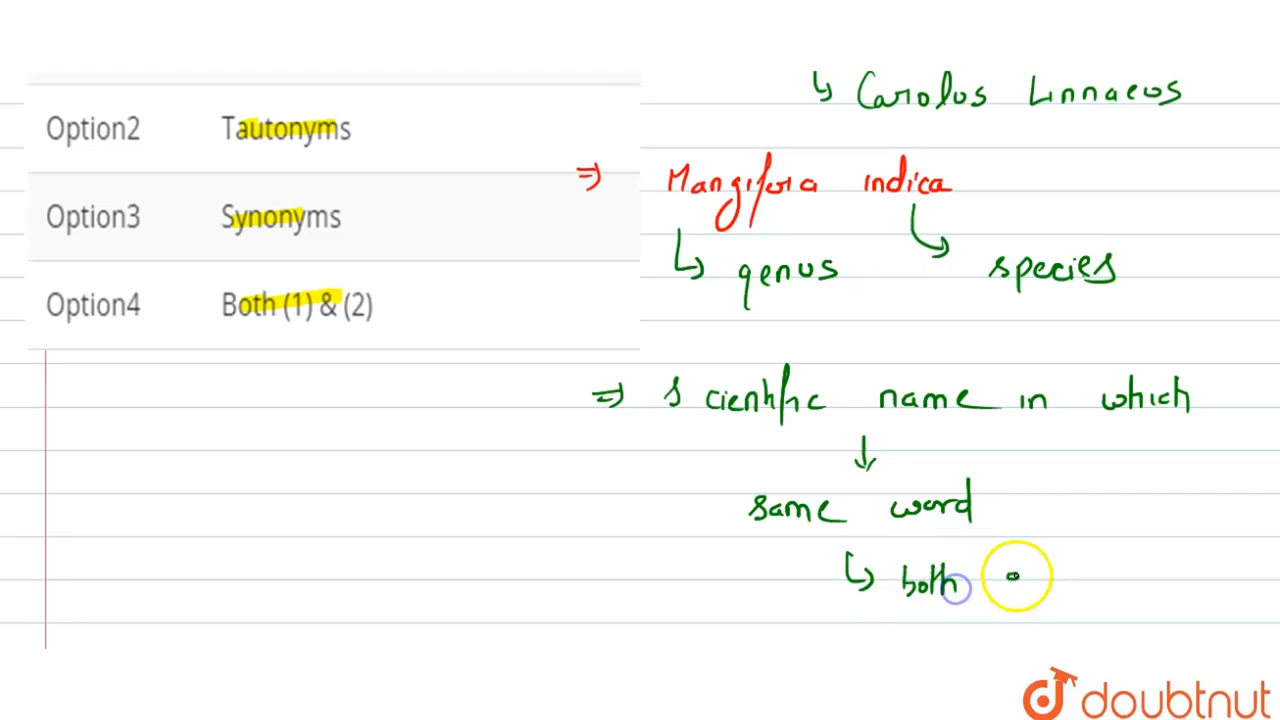 ↳ Carolus Linnaeus
Option2 Tautonyms
⇒ Mangifora indica
Option3 Synonyms
↳ genus ↳ species
Option4 Both (1) & (2)
⇒ Scientific name in which
↓
same word
↳ both
doubtnut